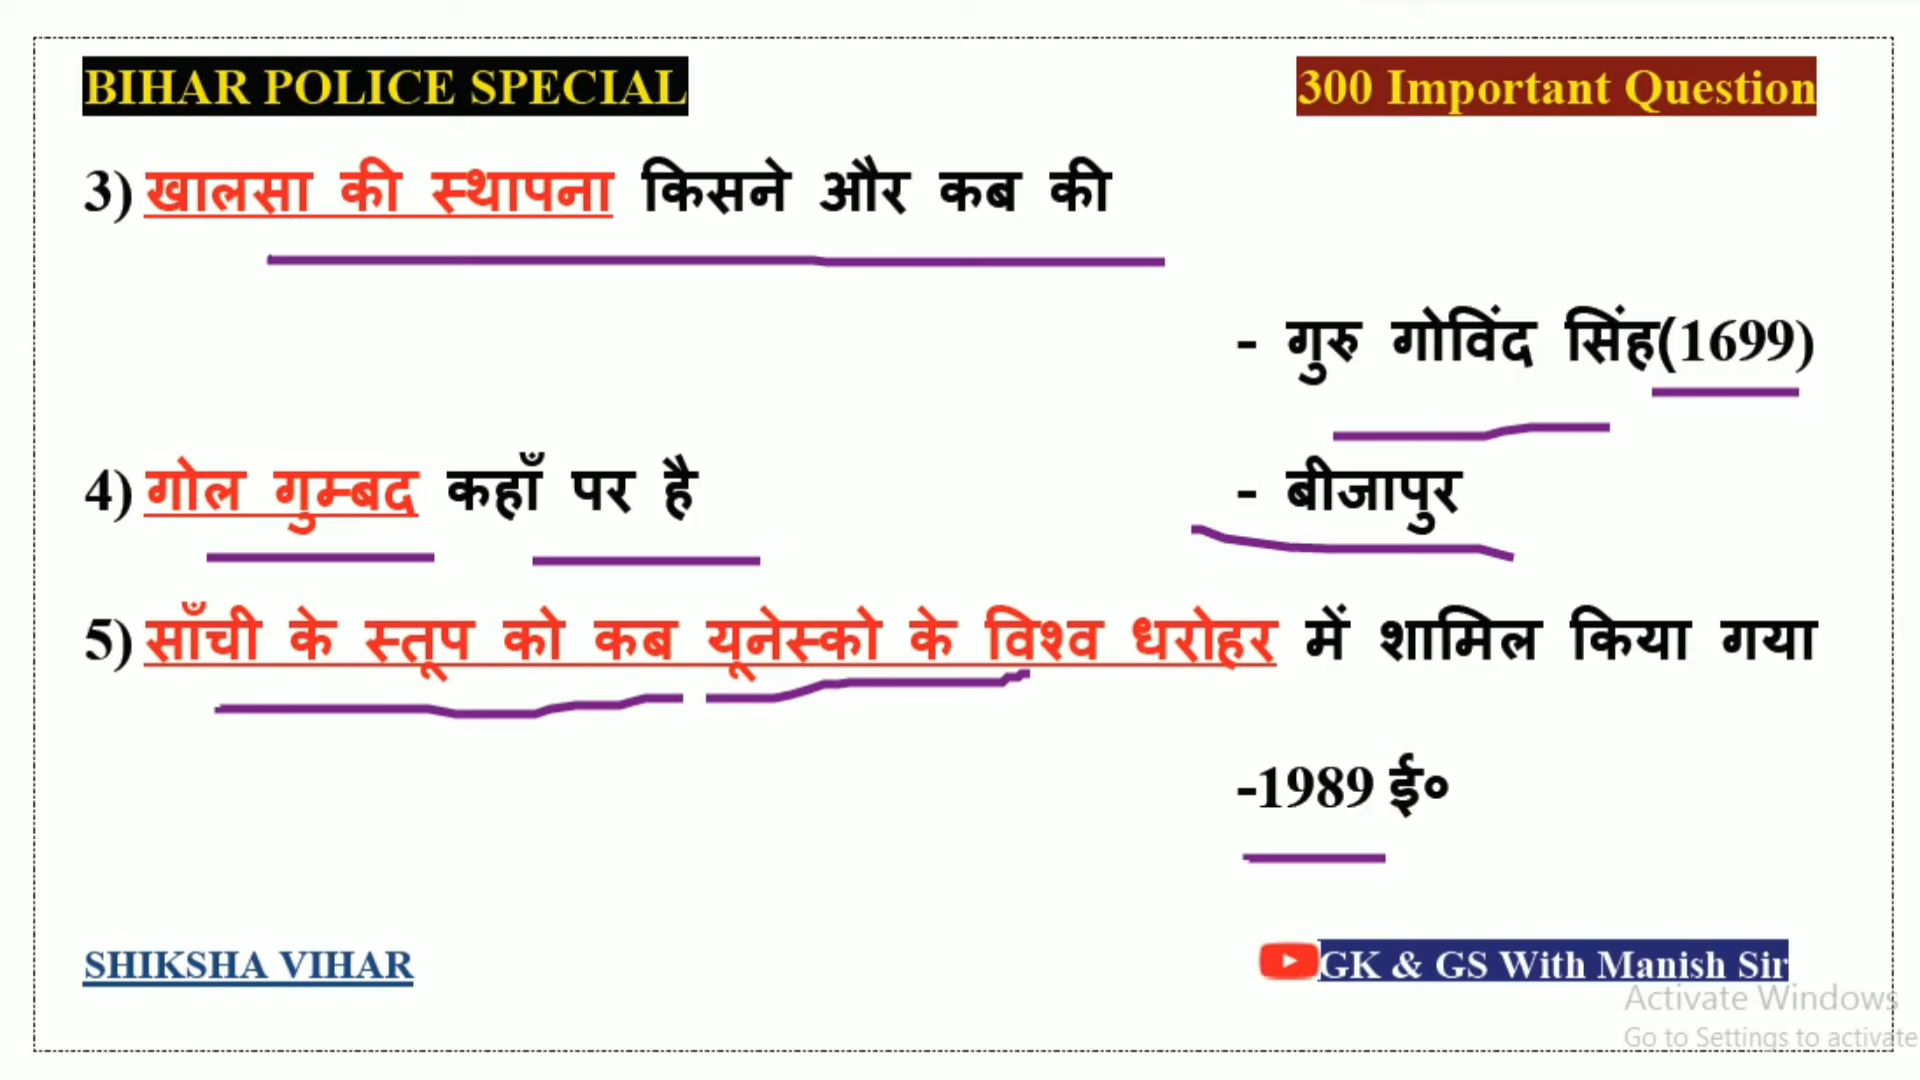 BIHAR POLICE SPECIAL 300 Important Question
3) खालसा की स्थापना किसने और कब की
- गुरु गोविंद सिंह(1699)
4) गोल गुम्बद कहाँ पर है - बीजापुर
5) साँची के स्तूप को कब यूनेस्को के विश्व धरोहर में शामिल किया गया
-1989 ई०
SHIKSHA VIHAR GK & GS With Manish Sir
Activate Windows
Go to Settings to activate